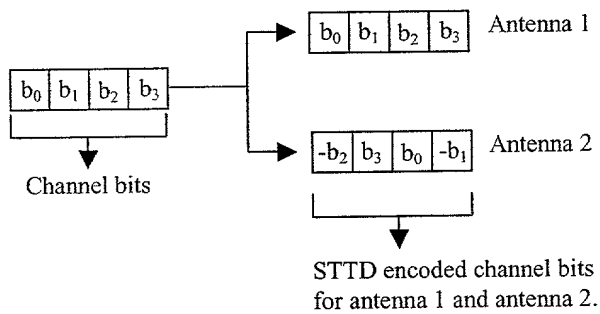 b₀ b₁ b₂ b₃ Antenna 1
b₀ b₁ b₂ b₃
-b₂ b₃ b₀ -b₁ Antenna 2
Channel bits
STTD encoded channel bits
for antenna 1 and antenna 2.